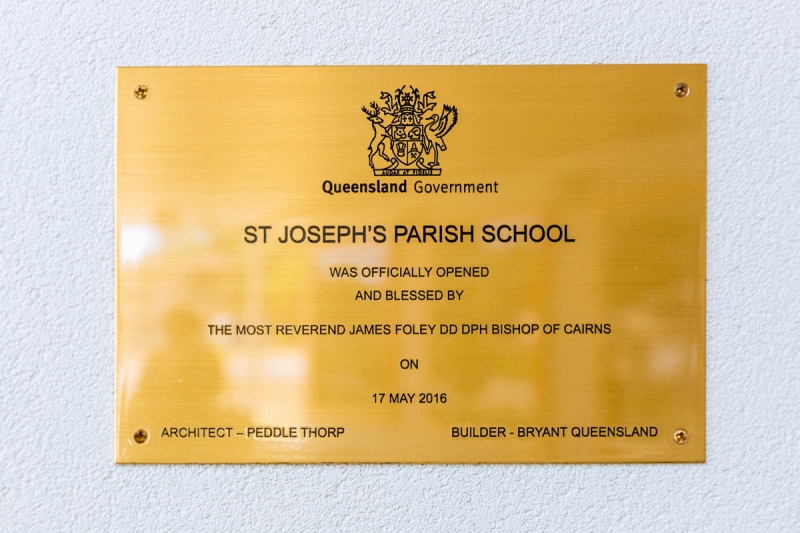 AUDAX AT FIDELIS
Queensland Government
ST JOSEPH'S PARISH SCHOOL
WAS OFFICIALLY OPENED
AND BLESSED BY
THE MOST REVEREND JAMES FOLEY DD DPH BISHOP OF CAIRNS
ON
17 MAY 2016
ARCHITECT – PEDDLE THORP
BUILDER - BRYANT QUEENSLAND